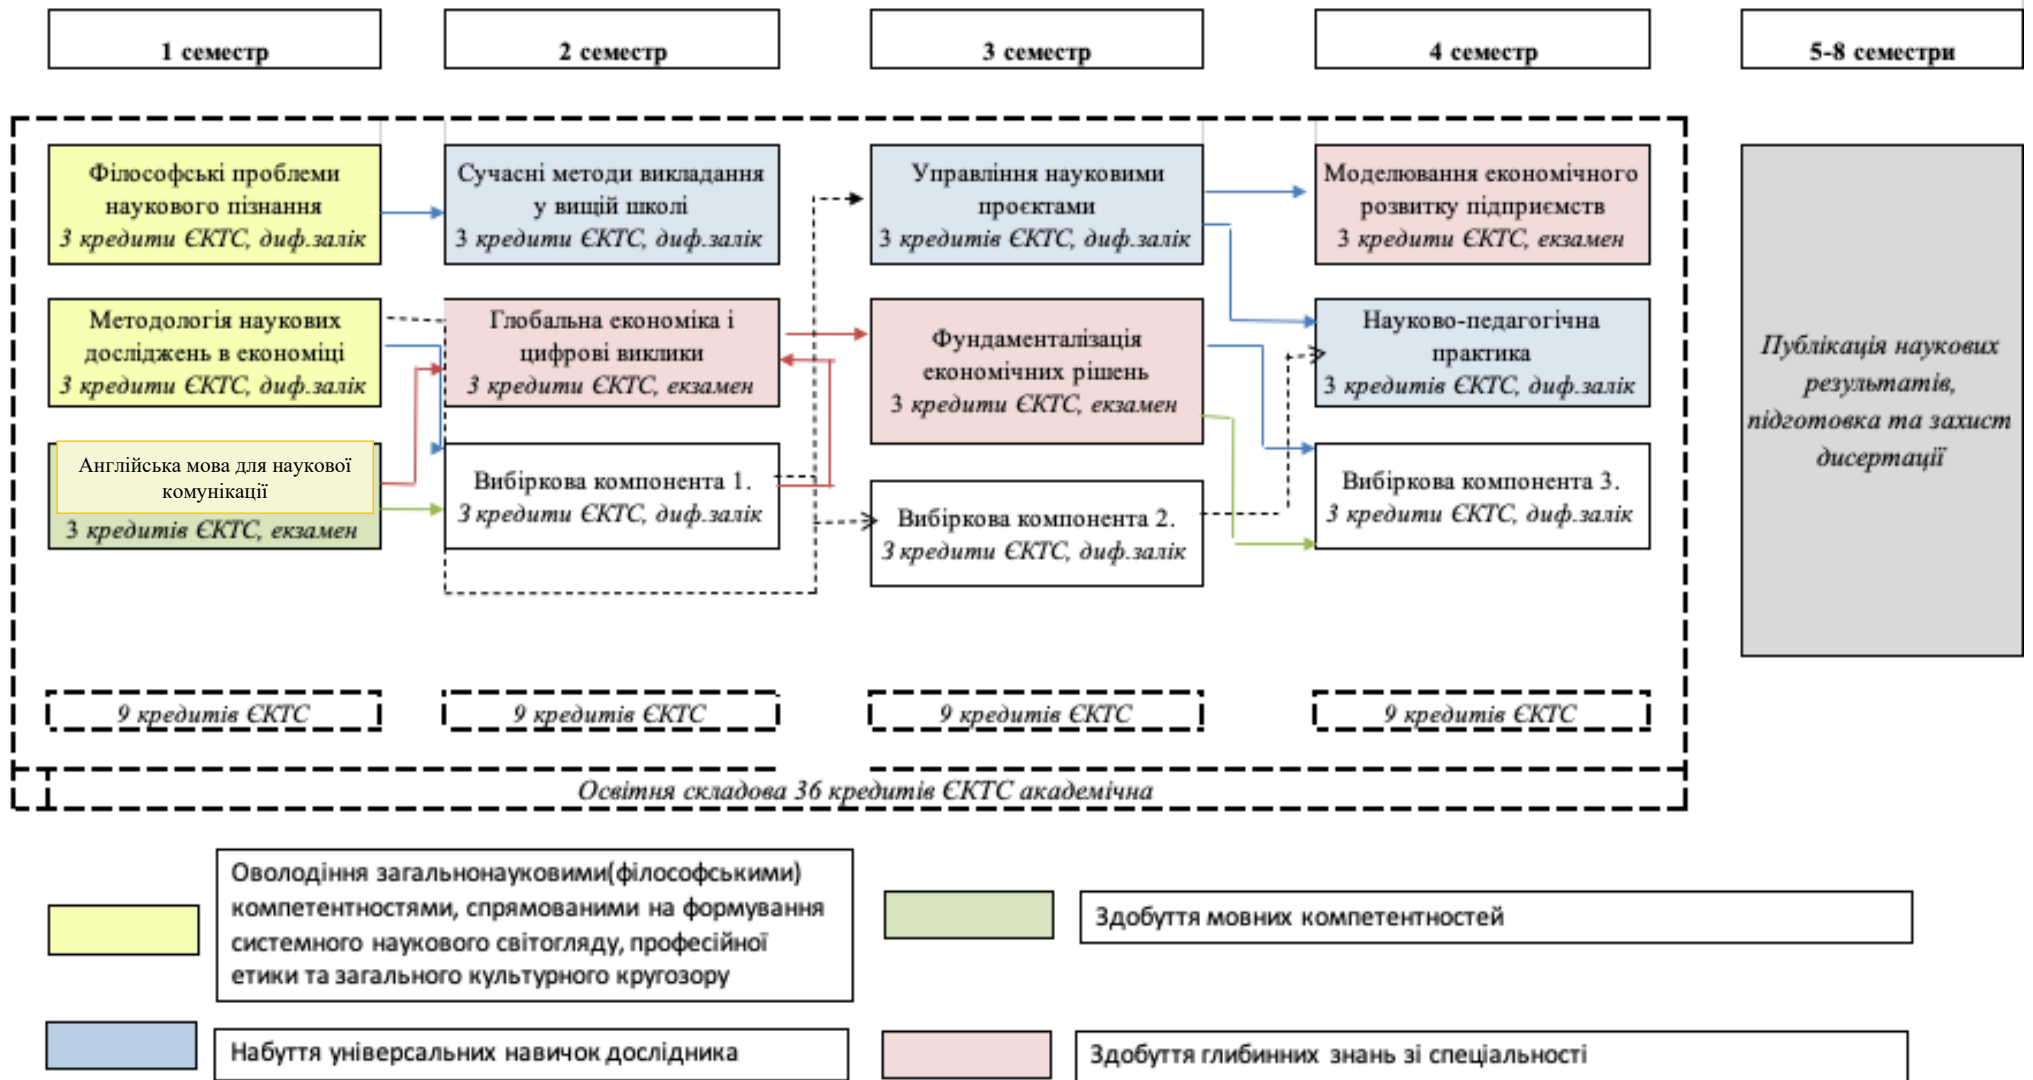 1 семестр
2 семестр
3 семестр
4 семестр
5-8 семестри
Філософські проблеми
наукового пізнання
3 кредити ЄКТС, диф.залік
Сучасні методи викладання
у вищій школі
3 кредити ЄКТС, диф.залік
Управління науковими
проєктами
3 кредитів ЄКТС, диф.залік
Моделювання економічного
розвитку підприємств
3 кредити ЄКТС, екзамен
Методологія наукових
досліджень в економіці
3 кредити ЄКТС, диф.залік
Глобальна економіка і
цифрові виклики
3 кредити ЄКТС, екзамен
Фундаменталізація
економічних рішень
3 кредити ЄКТС, екзамен
Науково-педагогічна
практика
3 кредитів ЄКТС, диф.залік
Англійська мова для наукової
комунікації
3 кредитів ЄКТС, екзамен
Вибіркова компонента 1.
3 кредити ЄКТС, диф.залік
Вибіркова компонента 2.
3 кредити ЄКТС, диф.залік
Вибіркова компонента 3.
3 кредити ЄКТС, диф.залік
Публікація наукових
результатів,
підготовка та захист
дисертації
9 кредитів ЄКТС
9 кредитів ЄКТС
9 кредитів ЄКТС
9 кредитів ЄКТС
Освітня складова 36 кредитів ЄКТС академічна
Оволодіння загальнонауковими(філософськими)
компетентностями, спрямованими на формування
системного наукового світогляду, професійної
етики та загального культурного кругозору
Здобуття мовних компетентностей
Набуття універсальних навичок дослідника
Здобуття глибинних знань зі спеціальності